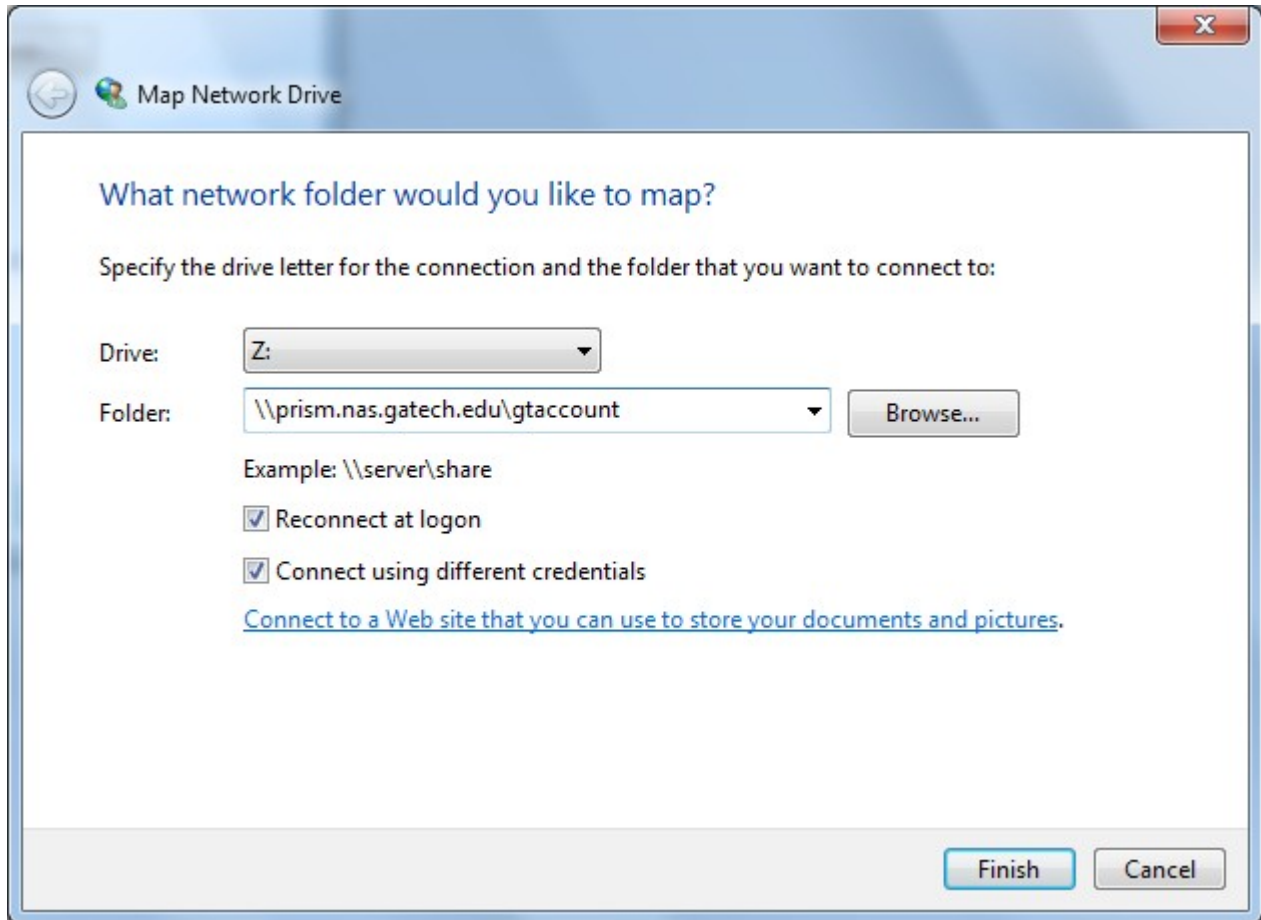 Map Network Drive
What network folder would you like to map?
Specify the drive letter for the connection and the folder that you want to connect to:
Drive: Z:
Folder: \\prism.nas.gatech.edu\gtaccount Browse...
Example: \\server\share
Reconnect at logon
Connect using different credentials
Connect to a Web site that you can use to store your documents and pictures.
Finish Cancel